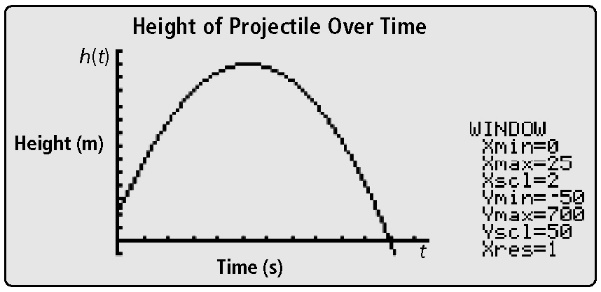 Height of Projectile Over Time
h(t)
Height (m)
t
Time (s)
WINDOW
Xmin=0
Xmax=25
Xscl=2
Ymin=-50
Ymax=700
Yscl=50
Xres=1